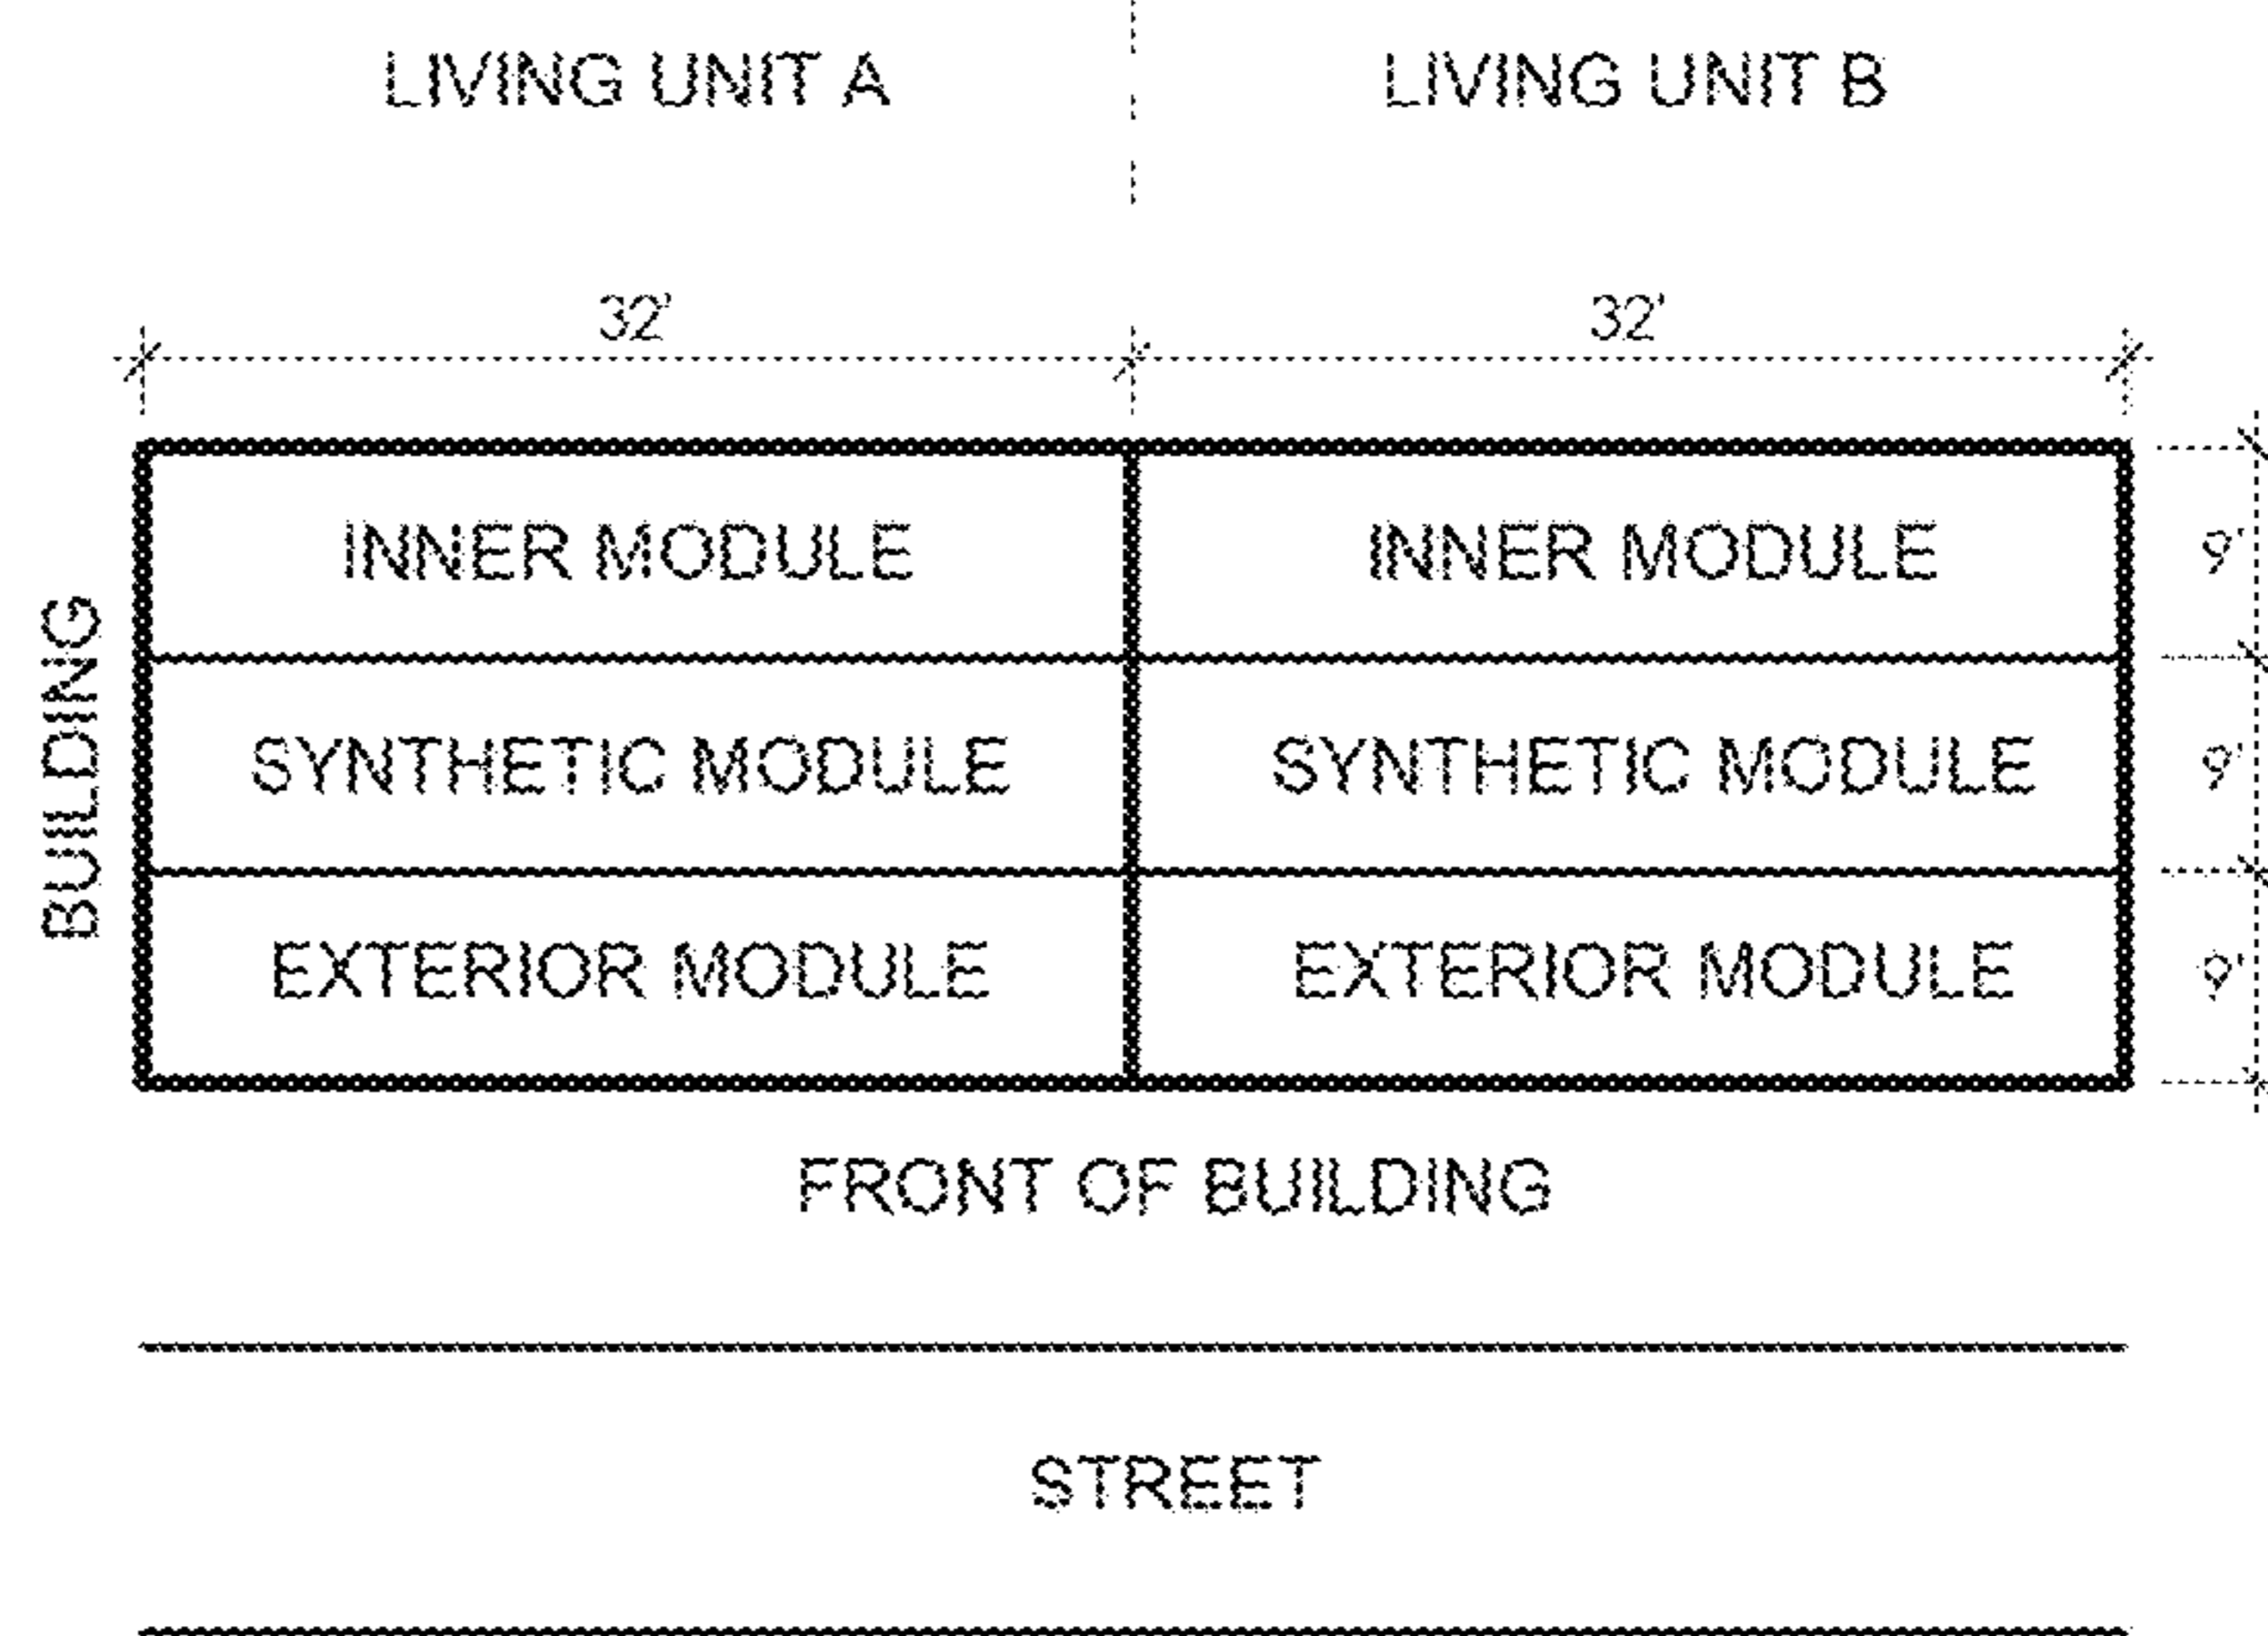 LIVING UNIT A
LIVING UNIT B
32'
32'
INNER MODULE
INNER MODULE
9'
BUILDING
SYNTHETIC MODULE
SYNTHETIC MODULE
9'
EXTERIOR MODULE
EXTERIOR MODULE
9'
FRONT OF BUILDING
STREET